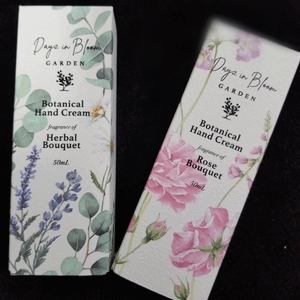 Days in Bloom
GARDEN
Botanical
Hand Cream
fragrance of
Herbal
Bouquet
50mL
Days in Bloom
GARDEN
Botanical
Hand Cream
fragrance of
Rose
Bouquet
50mL